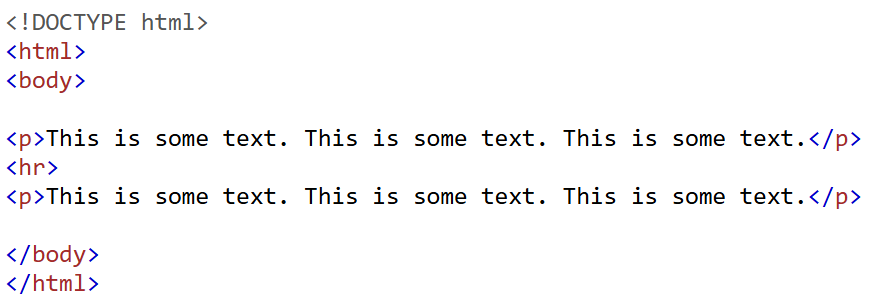 <!DOCTYPE html>
<html>
<body>
<p>This is some text. This is some text. This is some text.</p>
<hr>
<p>This is some text. This is some text. This is some text.</p>
</body>
</html>